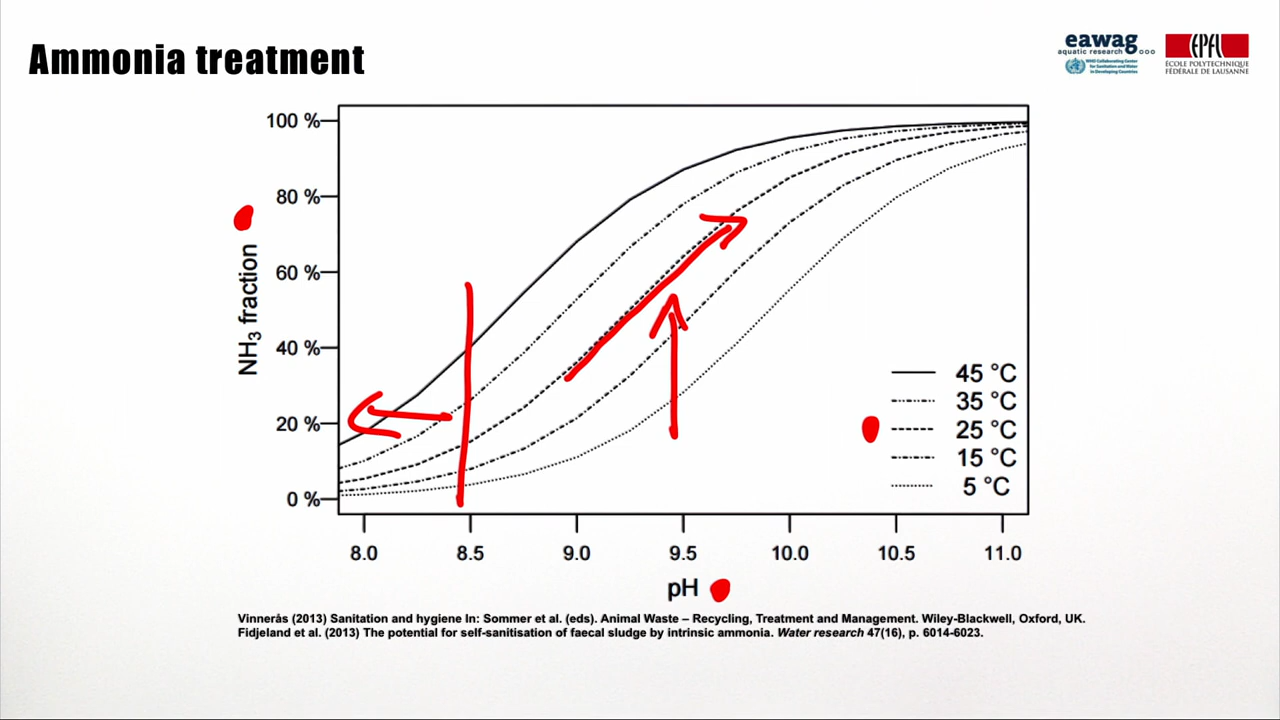 Ammonia treatment
eawag
aquatic research
WHO Collaborating Center
for Sanitation and Water
in Developing Countries
EPFL
ÉCOLE POLYTECHNIQUE
FÉDÉRALE DE LAUSANNE
100 %
80 %
60 %
40 %
20 %
0 %
NH₃ fraction
45 °C
35 °C
25 °C
15 °C
5 °C
8.0 8.5 9.0 9.5 10.0 10.5 11.0
pH
Vinnerås (2013) Sanitation and hygiene In: Sommer et al. (eds). Animal Waste – Recycling, Treatment and Management. Wiley-Blackwell, Oxford, UK.
Fidjeland et al. (2013) The potential for self-sanitisation of faecal sludge by intrinsic ammonia. Water research 47(16), p. 6014-6023.